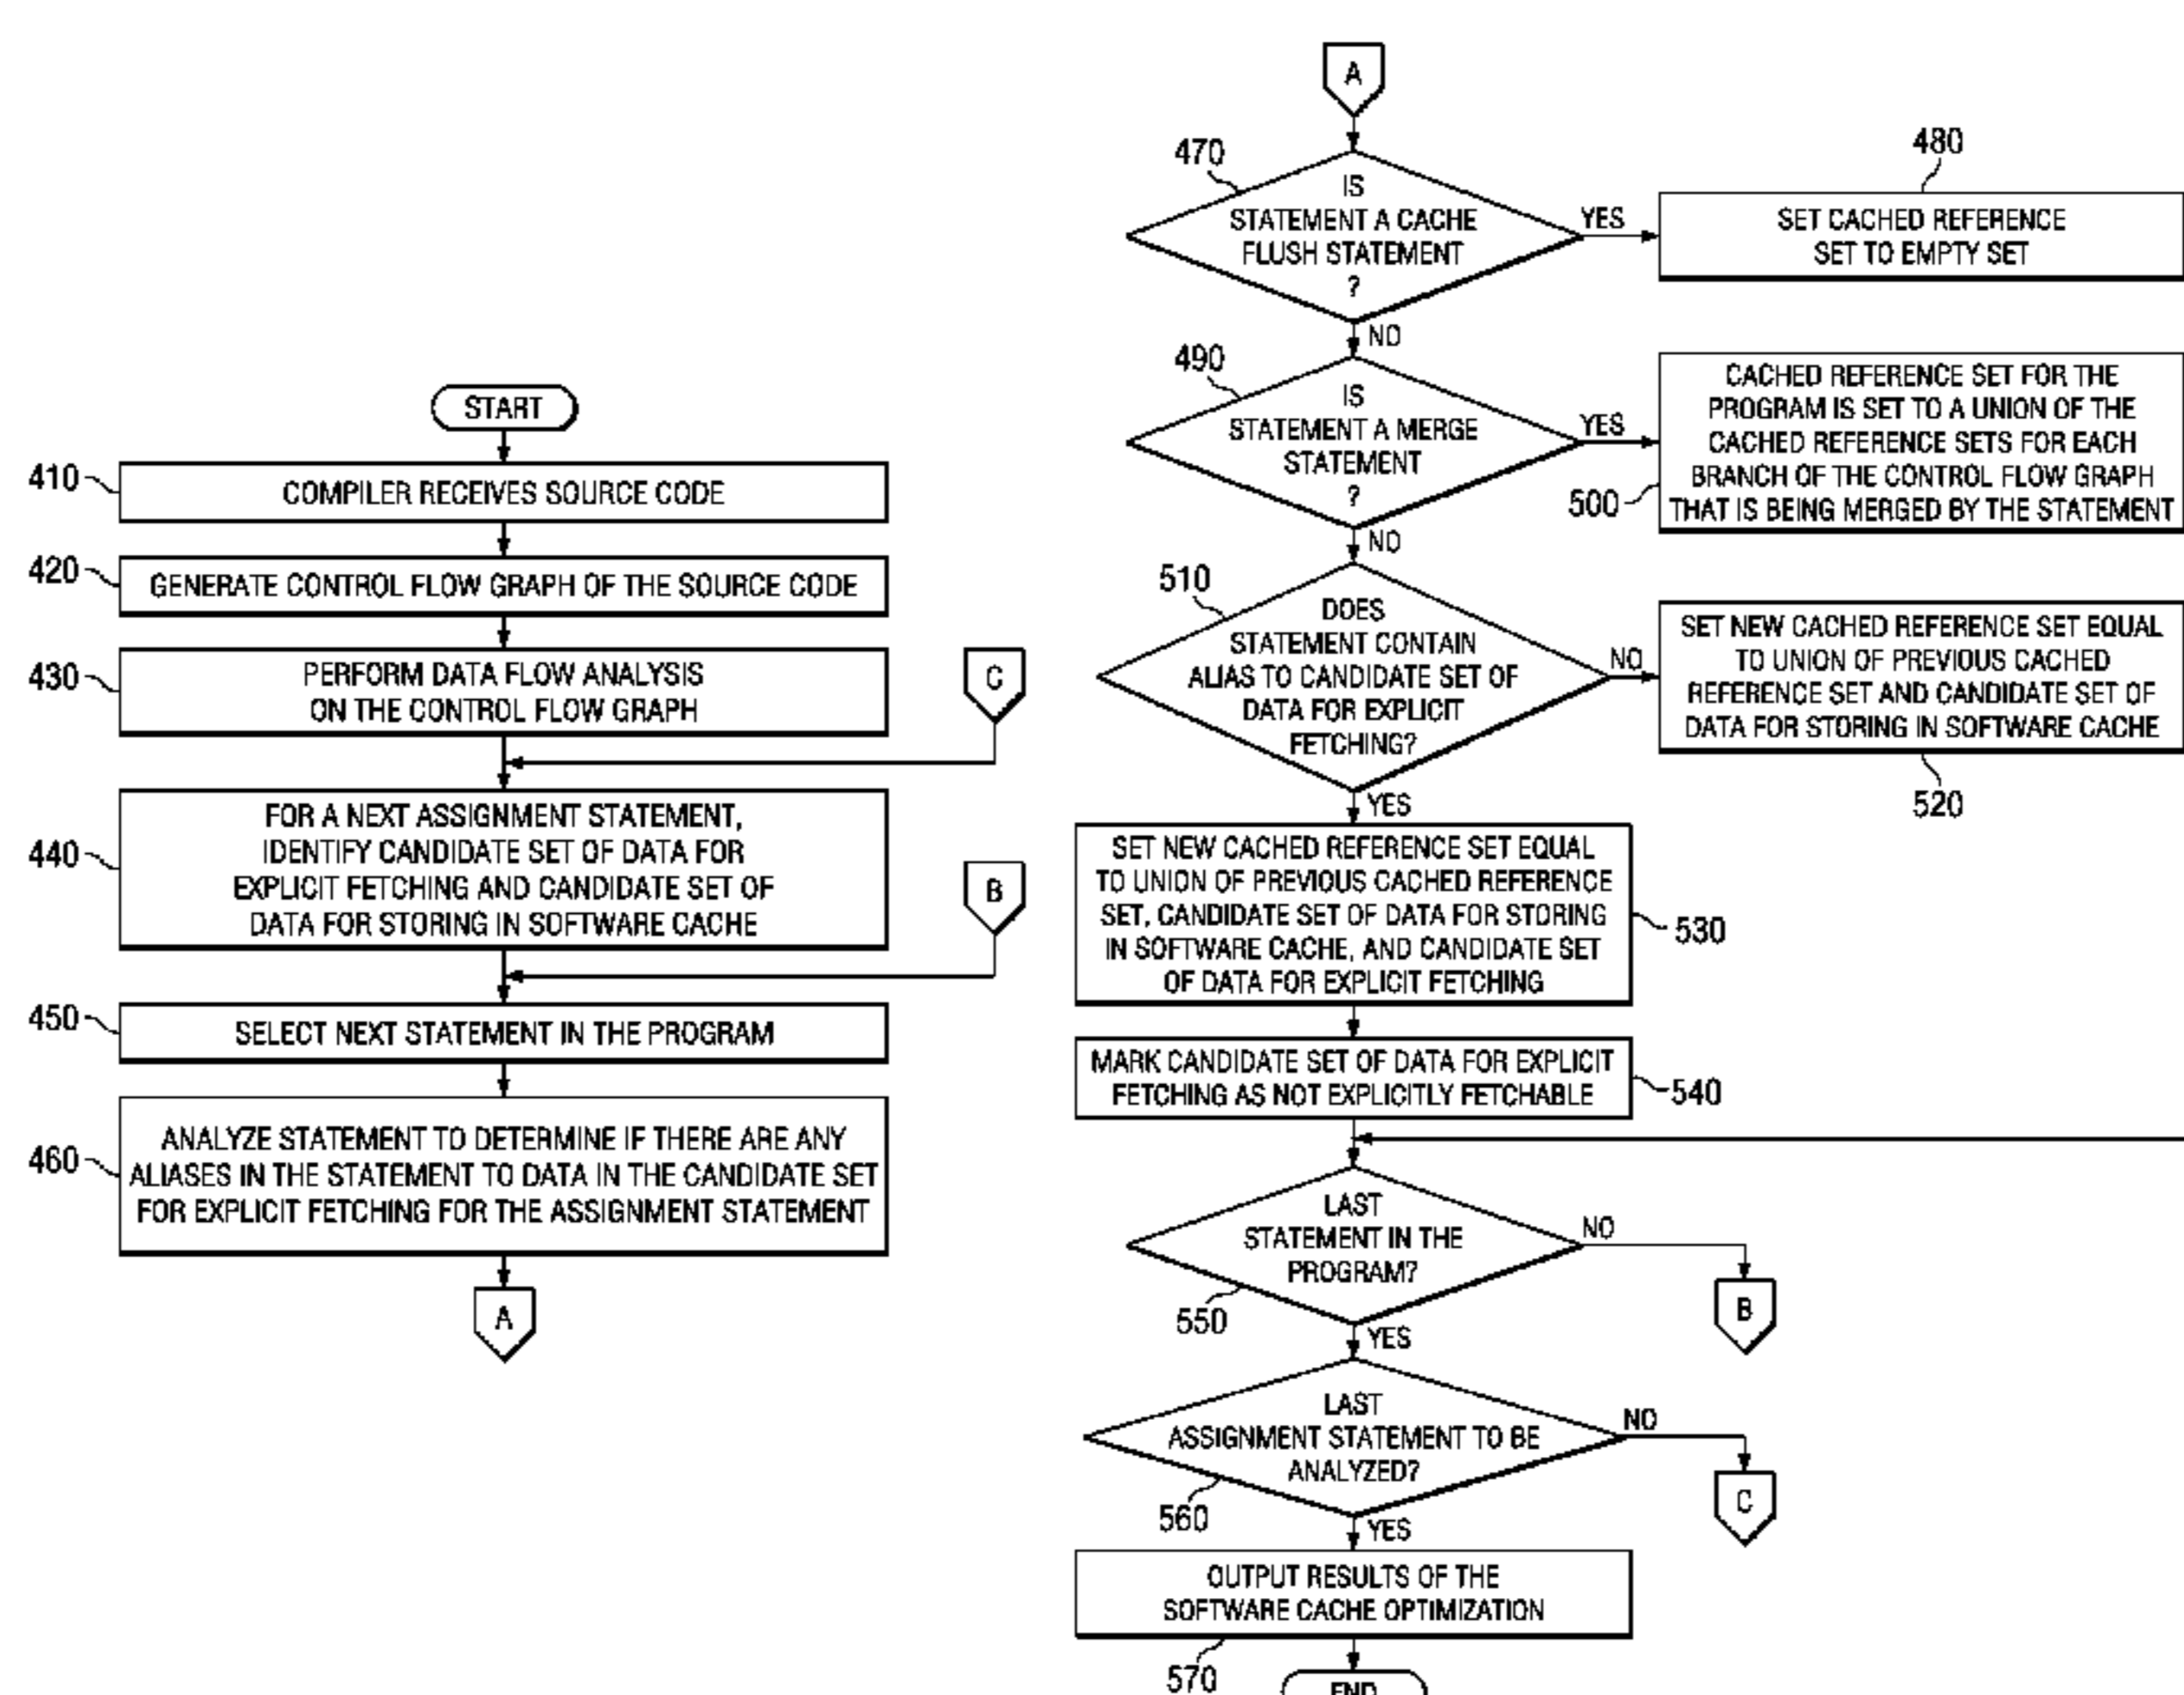 START
410
COMPILER RECEIVES SOURCE CODE
420
GENERATE CONTROL FLOW GRAPH OF THE SOURCE CODE
430
PERFORM DATA FLOW ANALYSIS
ON THE CONTROL FLOW GRAPH
C
440
FOR A NEXT ASSIGNMENT STATEMENT,
IDENTIFY CANDIDATE SET OF DATA FOR
EXPLICIT FETCHING AND CANDIDATE SET OF
DATA FOR STORING IN SOFTWARE CACHE
B
450
SELECT NEXT STATEMENT IN THE PROGRAM
460
ANALYZE STATEMENT TO DETERMINE IF THERE ARE ANY
ALIASES IN THE STATEMENT TO DATA IN THE CANDIDATE SET
FOR EXPLICIT FETCHING FOR THE ASSIGNMENT STATEMENT
A
A
470
IS
STATEMENT A CACHE
FLUSH STATEMENT
?
YES
480
SET CACHED REFERENCE
SET TO EMPTY SET
NO
490
IS
STATEMENT A MERGE
STATEMENT
?
YES
CACHED REFERENCE SET FOR THE
PROGRAM IS SET TO A UNION OF THE
CACHED REFERENCE SETS FOR EACH
BRANCH OF THE CONTROL FLOW GRAPH
THAT IS BEING MERGED BY THE STATEMENT
500
NO
510
DOES
STATEMENT CONTAIN
ALIAS TO CANDIDATE SET OF
DATA FOR EXPLICIT
FETCHING?
NO
SET NEW CACHED REFERENCE SET EQUAL
TO UNION OF PREVIOUS CACHED
REFERENCE SET AND CANDIDATE SET OF
DATA FOR STORING IN SOFTWARE CACHE
520
YES
SET NEW CACHED REFERENCE SET EQUAL
TO UNION OF PREVIOUS CACHED REFERENCE
SET, CANDIDATE SET OF DATA FOR STORING
IN SOFTWARE CACHE, AND CANDIDATE SET
OF DATA FOR EXPLICIT FETCHING
530
MARK CANDIDATE SET OF DATA FOR EXPLICIT
FETCHING AS NOT EXPLICITLY FETCHABLE
540
LAST
STATEMENT IN THE
PROGRAM?
550
NO
B
YES
LAST
ASSIGNMENT STATEMENT TO BE
ANALYZED?
560
NO
C
YES
OUTPUT RESULTS OF THE
SOFTWARE CACHE OPTIMIZATION
570
END